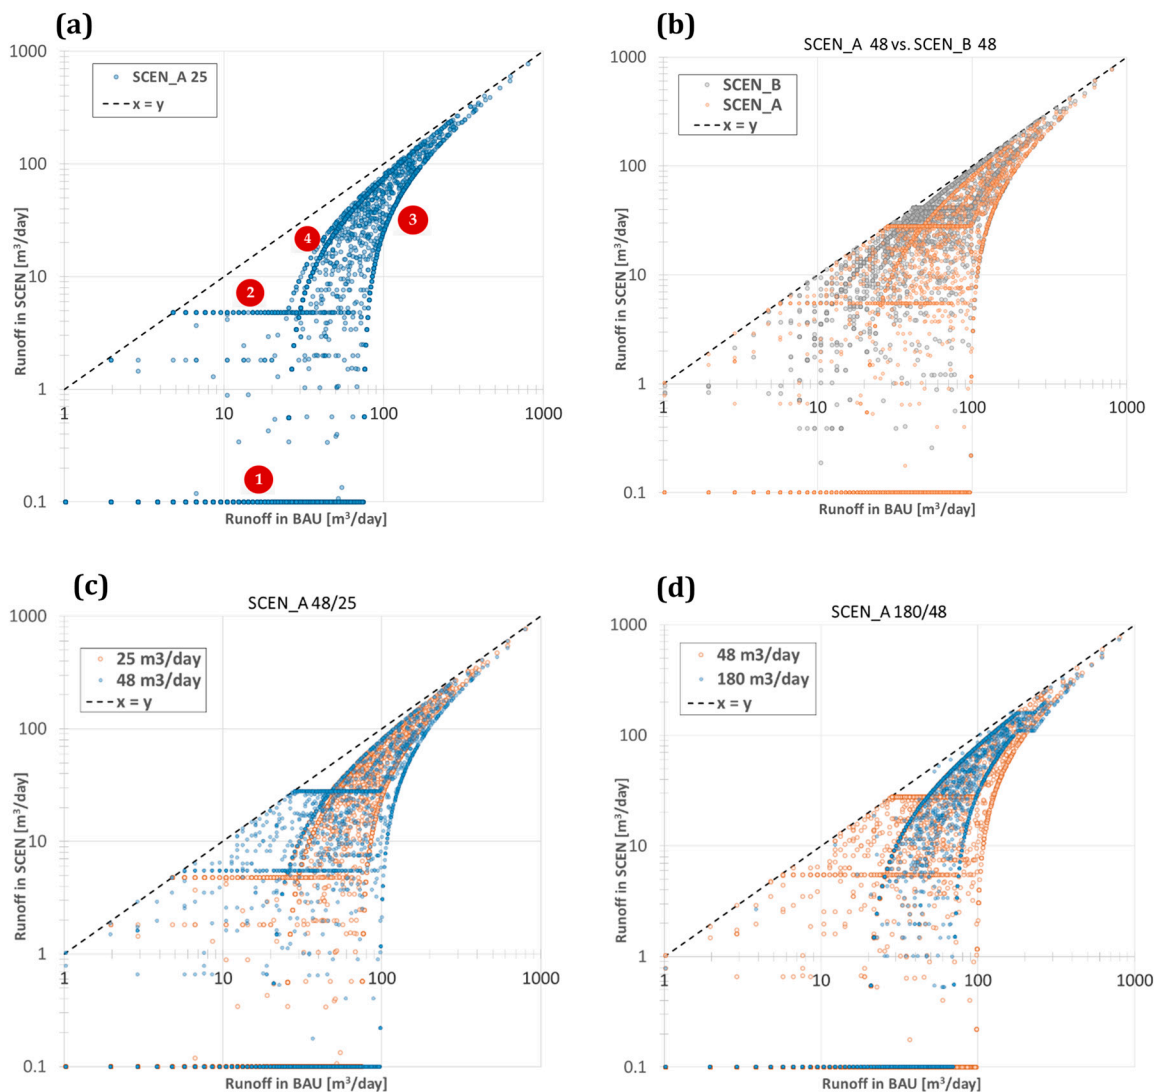 (a)
1000
SCEN_A 25
x = y
100
10
1
0.1
Runoff in SCEN [m³/day]
4
3
2
1
1
10
100
1000
Runoff in BAU [m³/day]
(b)
SCEN_A 48 vs. SCEN_B 48
1000
SCEN_B
SCEN_A
x = y
100
10
1
0.1
Runoff in SCEN [m³/day]
1
10
100
1000
Runoff in BAU [m³/day]
(c)
SCEN_A 48/25
1000
25 m3/day
48 m3/day
x = y
100
10
1
0.1
Runoff in SCEN [m³/day]
1
10
100
1000
Runoff in BAU [m³/day]
(d)
SCEN_A 180/48
1000
48 m3/day
180 m3/day
x = y
100
10
1
0.1
Runoff in SCEN [m³/day]
1
10
100
1000
Runoff in BAU [m³/day]